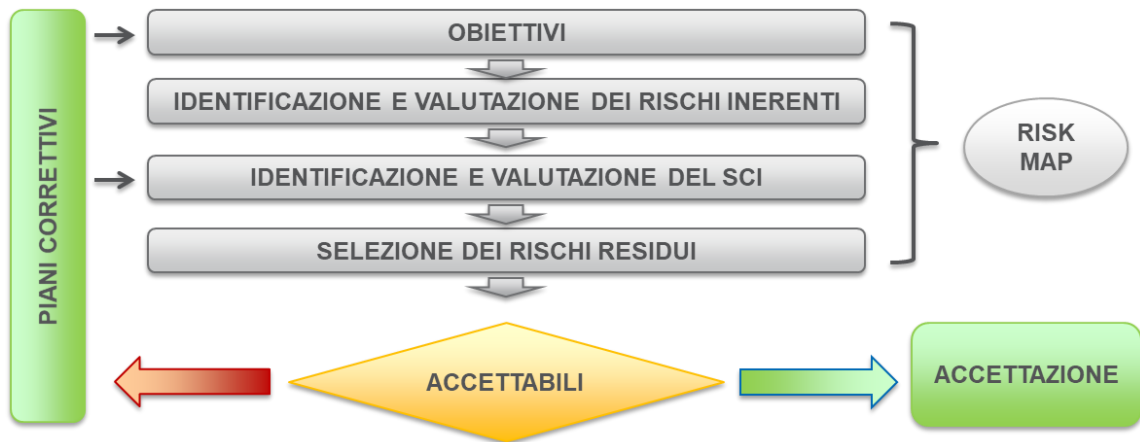 PIANI CORRETTIVI
OBIETTIVI
IDENTIFICAZIONE E VALUTAZIONE DEI RISCHI INERENTI
IDENTIFICAZIONE E VALUTAZIONE DEL SCI
SELEZIONE DEI RISCHI RESIDUI
RISK
MAP
ACCETTABILI
ACCETTAZIONE